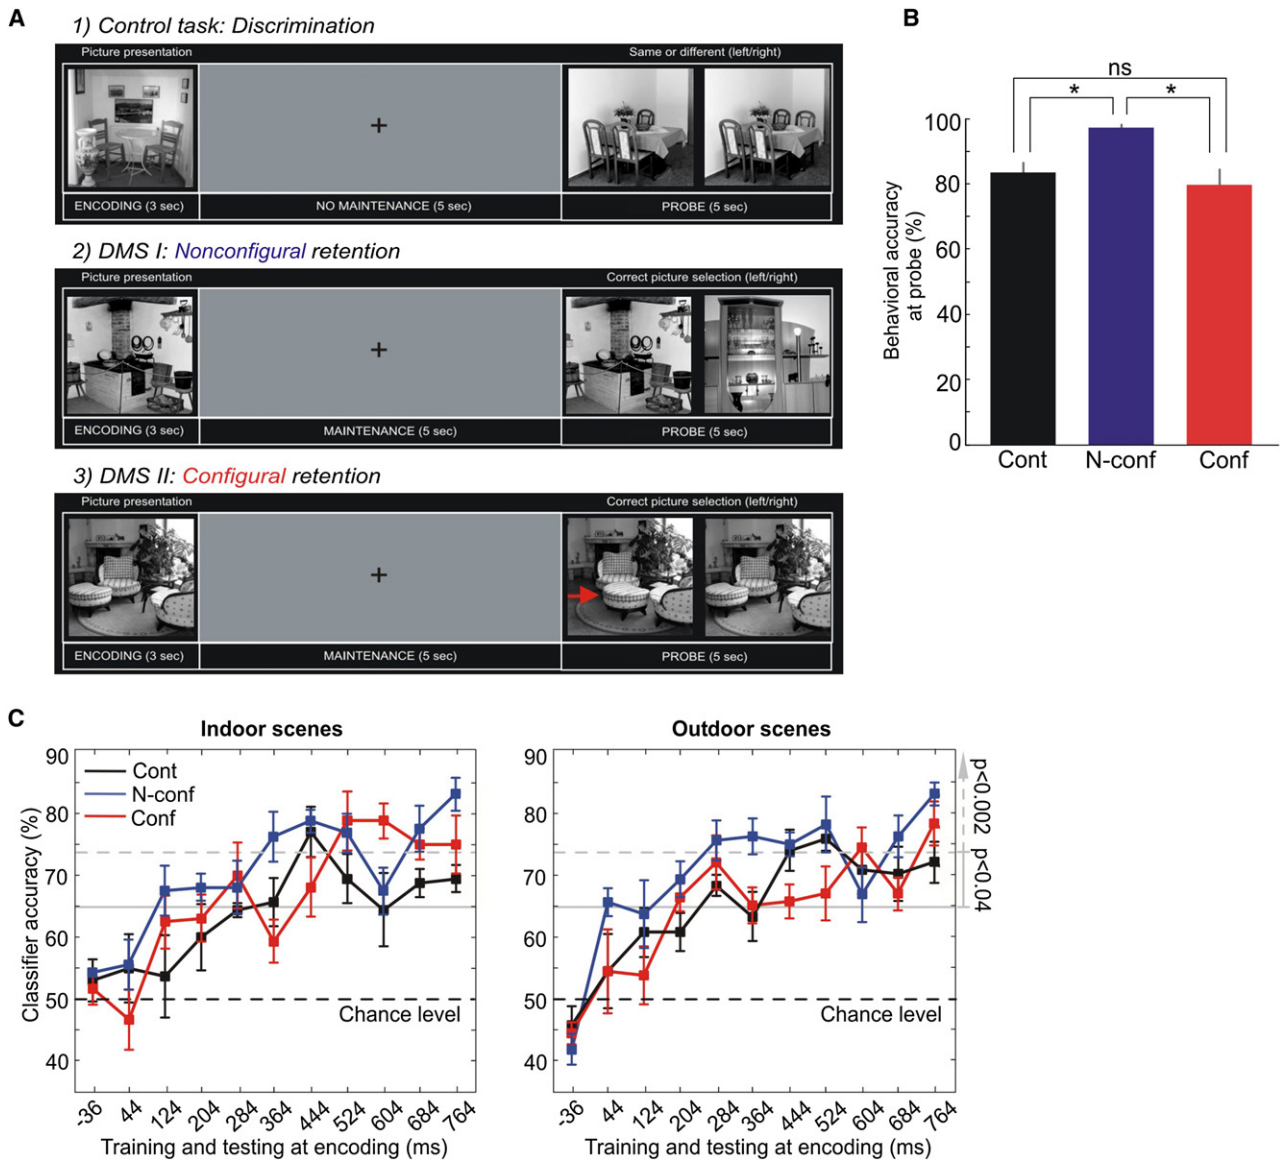 A
1) Control task: Discrimination
Picture presentation
Same or different (left/right)
ENCODING (3 sec)
NO MAINTENANCE (5 sec)
PROBE (5 sec)
2) DMS I: Nonconfigural retention
Picture presentation
Correct picture selection (left/right)
ENCODING (3 sec)
MAINTENANCE (5 sec)
PROBE (5 sec)
3) DMS II: Configural retention
Picture presentation
Correct picture selection (left/right)
ENCODING (3 sec)
MAINTENANCE (5 sec)
PROBE (5 sec)
B
ns
*
*
Behavioral accuracy
at probe (%)
100
80
60
40
20
0
Cont
N-conf
Conf
C
Indoor scenes
Classifier accuracy (%)
90
80
70
60
50
40
Cont
N-conf
Conf
Chance level
-36 44 124 204 284 364 444 524 604 684 764
Training and testing at encoding (ms)
Outdoor scenes
90
80
70
60
50
40
Chance level
p<0.002
p<0.04
-36 44 124 204 284 364 444 524 604 684 764
Training and testing at encoding (ms)